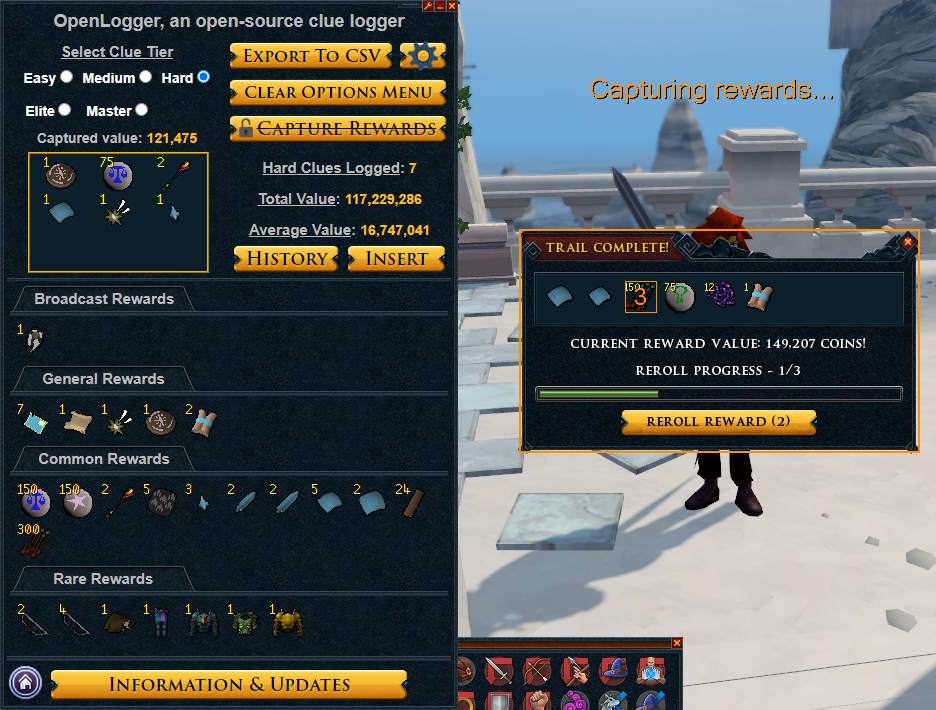 OpenLogger, an open-source clue logger
Select Clue Tier
Easy Medium Hard
Elite Master
Captured value: 121,475
1 75 2
1 1 1
EXPORT TO CSV
CLEAR OPTIONS MENU
CAPTURE REWARDS
Hard Clues Logged: 7
Total Value: 117,229,286
Average Value: 16,747,041
HISTORY INSERT
Broadcast Rewards
1
General Rewards
7 1 1 1 2
Common Rewards
150 150 2 5 3 2 2 5 2 24
300
Rare Rewards
2 4 1 1 1 1 1
INFORMATION & UPDATES
Capturing rewards...
TRAIL COMPLETE!
150 3 75 12 1
CURRENT REWARD VALUE: 149,207 COINS!
REROLL PROGRESS - 1/3
REROLL REWARD (2)